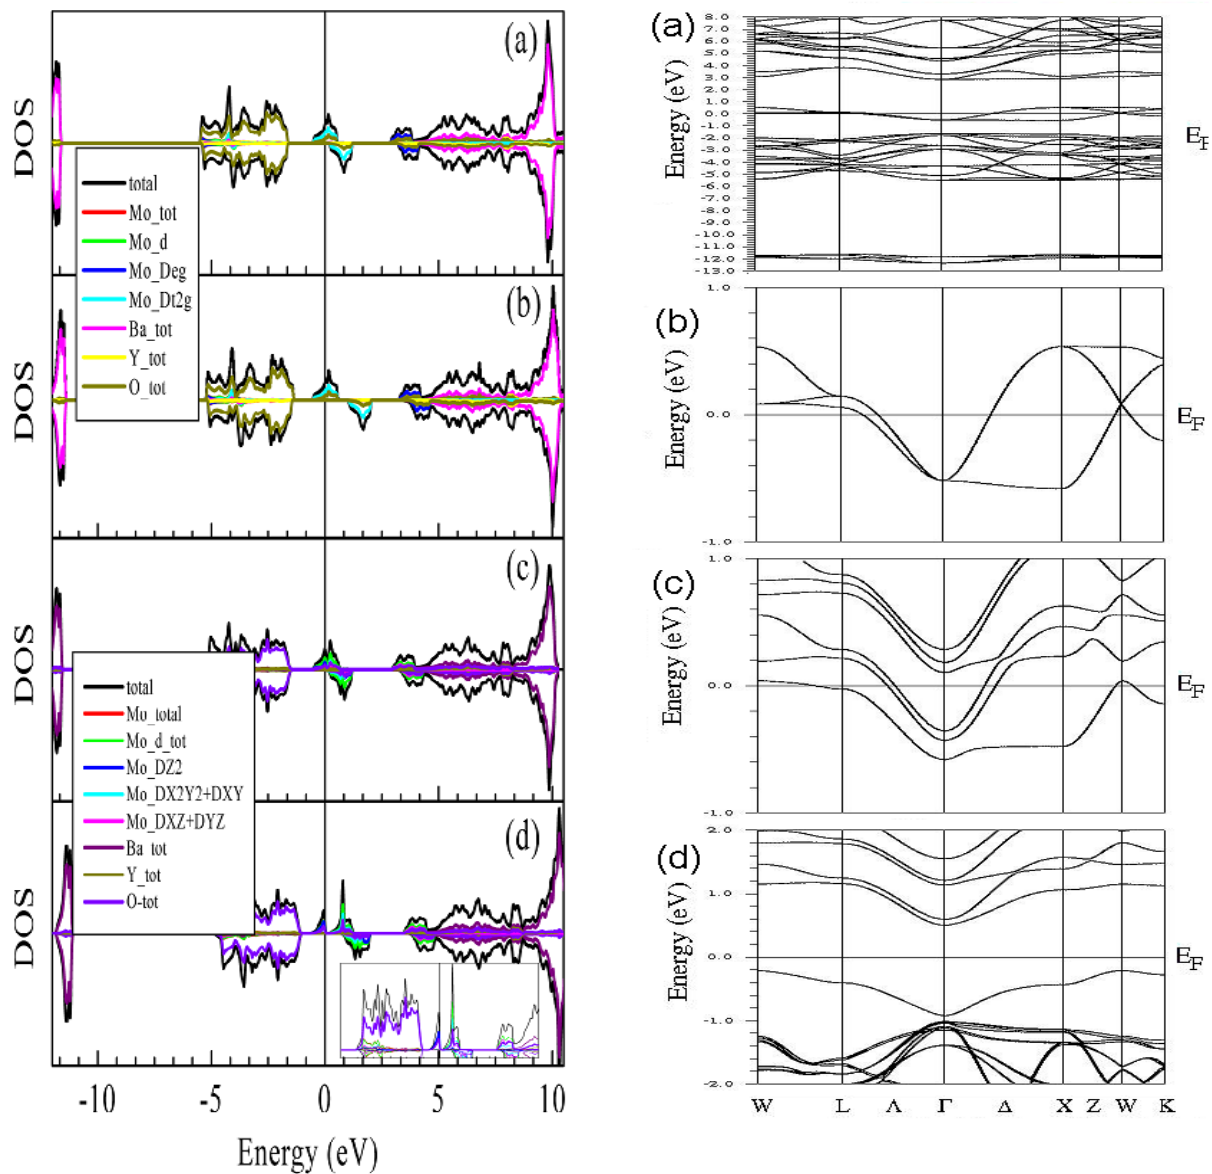 (a)
DOS
total
Mo_tot
Mo_d
Mo_Deg
Mo_Dt2g
Ba_tot
Y_tot
O_tot
(b)
DOS
(c)
DOS
total
Mo_total
Mo_d_tot
Mo_DZ2
Mo_DX2Y2+DXY
Mo_DXZ+DYZ
Ba_tot
Y_tot
O-tot
(d)
DOS
-10 -5 0 5 10
Energy (eV)
(a)
Energy (eV)
8.0
7.0
6.0
5.0
4.0
3.0
2.0
1.0
0.0
-1.0
-2.0
-3.0
-4.0
-5.0
-6.0
-7.0
-8.0
-9.0
-10.0
-11.0
-12.0
-13.0
EF
(b)
Energy (eV)
1.0
0.0
-1.0
EF
(c)
Energy (eV)
1.0
0.0
-1.0
EF
(d)
Energy (eV)
2.0
1.0
0.0
-1.0
-2.0
EF
W L Λ Γ Δ X Z W K